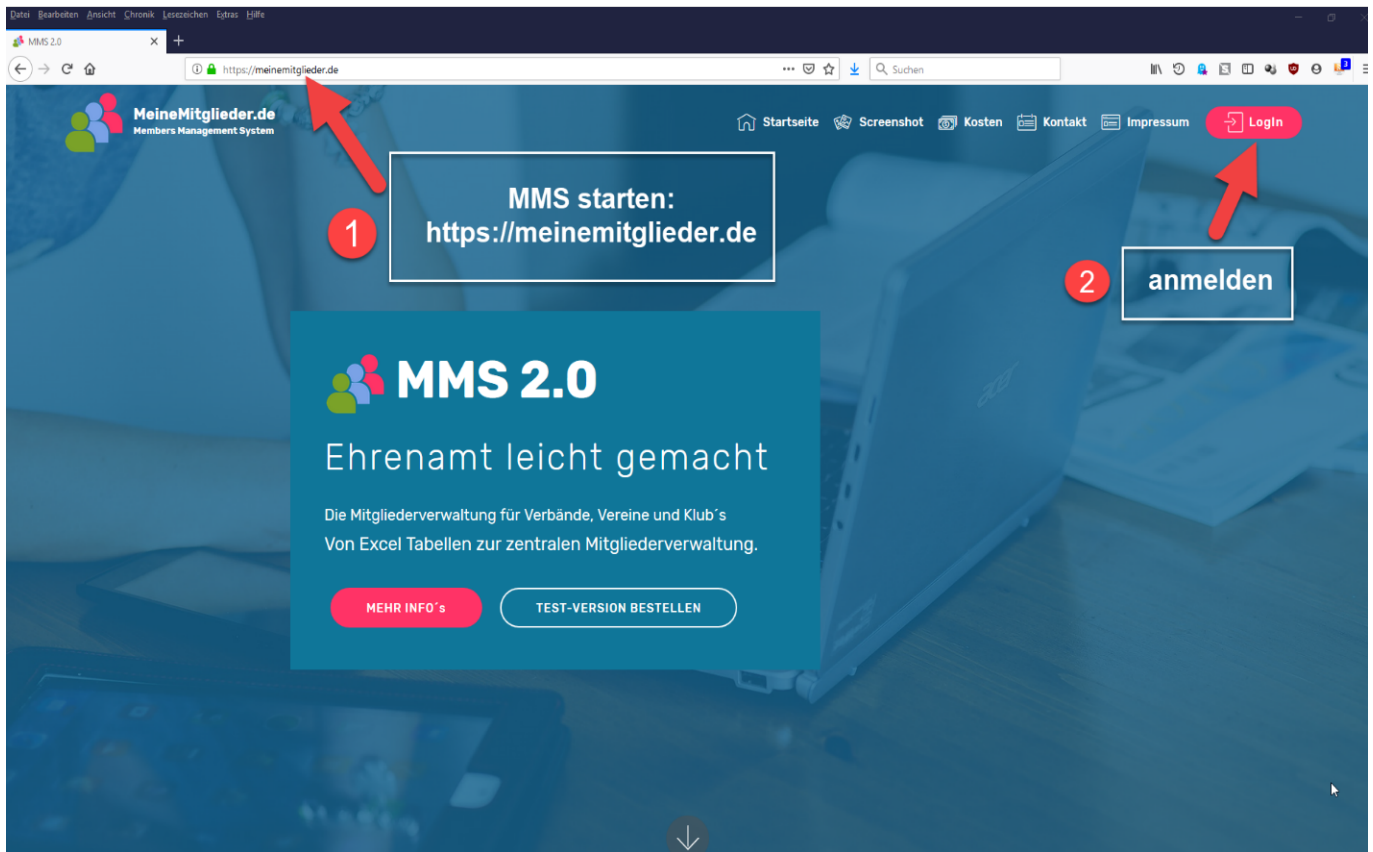 Datei Bearbeiten Ansicht Chronik Lesezeichen Extras Hilfe
MMS 2.0
https://meinemitglieder.de
Suchen
3
MeineMitglieder.de
Members Management System
Startseite Screenshot Kosten Kontakt Impressum LogIn
1
MMS starten:
https://meinemitglieder.de
2
anmelden
MMS 2.0
Ehrenamt leicht gemacht
Die Mitgliederverwaltung für Verbände, Vereine und Klub´s
Von Excel Tabellen zur zentralen Mitgliederverwaltung.
MEHR INFO´s
TEST-VERSION BESTELLEN
acer